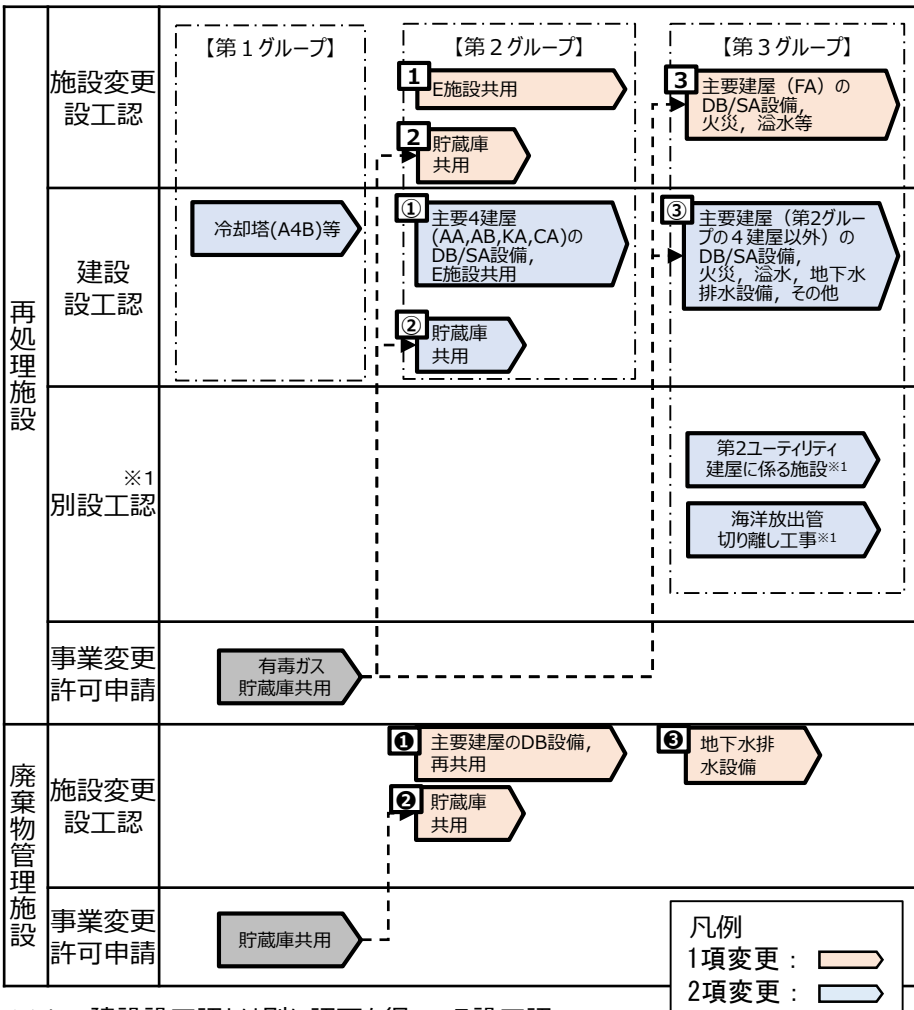 【第１グループ】
【第２グループ】
【第３グループ】
再処理施設
施設変更
設工認
1
E施設共用
2
貯蔵庫
共用
3
主要建屋（FA）の
DB/SA設備，
火災，溢水等
建設
設工認
冷却塔(A4B)等
①
主要4建屋
(AA,AB,KA,CA)の
DB/SA設備，
E施設共用
②
貯蔵庫
共用
③
主要建屋（第2グルー
プの４建屋以外）の
DB/SA設備，
火災，溢水，地下水
排水設備，その他
※1
別設工認
第2ユーティリティ
建屋に係る施設※1
海洋放出管
切り離し工事※1
事業変更
許可申請
有毒ガス
貯蔵庫共用
廃棄物管理施設
施設変更
設工認
❶
主要建屋のDB設備，
再共用
❷
貯蔵庫
共用
❸
地下水排
水設備
事業変更
許可申請
貯蔵庫共用
凡例
1項変更：
2項変更：